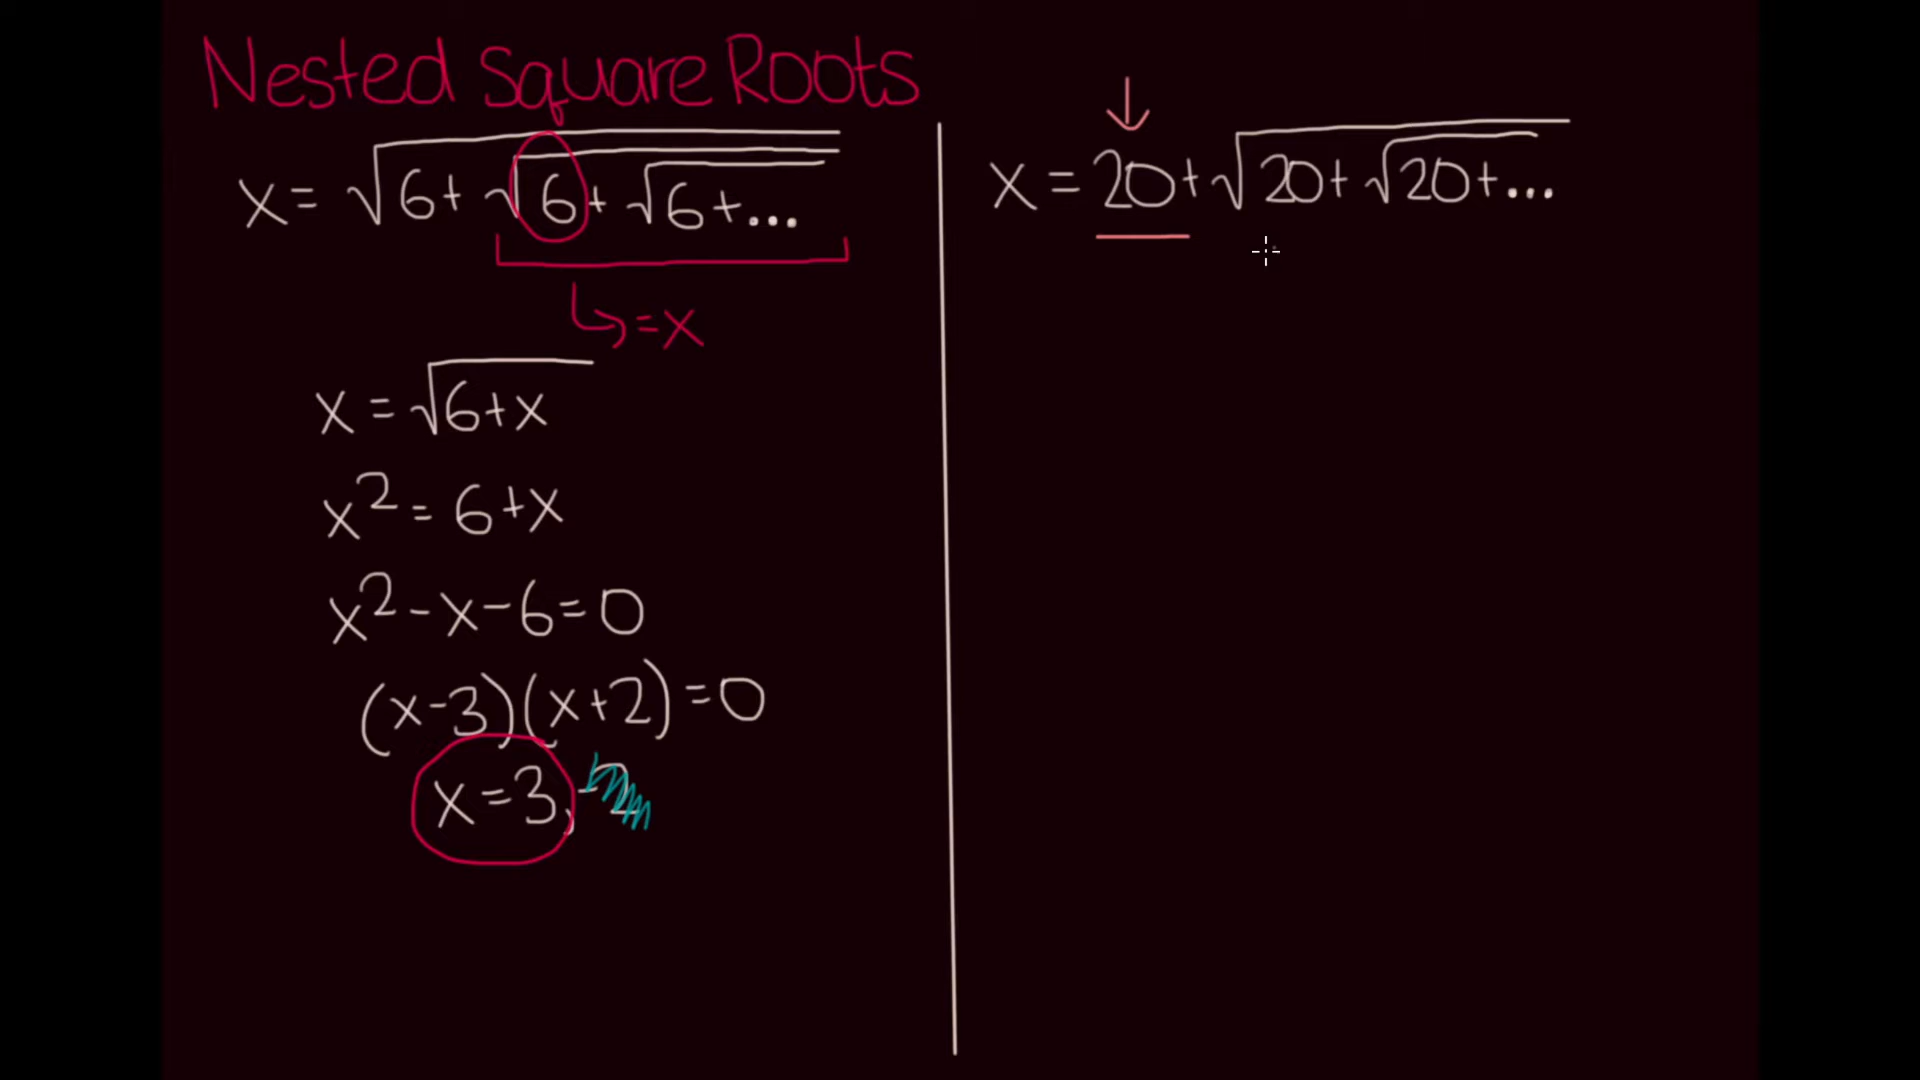 Nested Square Roots
x = √6+ √6+ √6+...
↳ =x
x = √6+x
x² = 6+x
x² - x - 6 = 0
(x-3)(x+2) = 0
x = 3, -2
x = 20+ √20+ √20+...